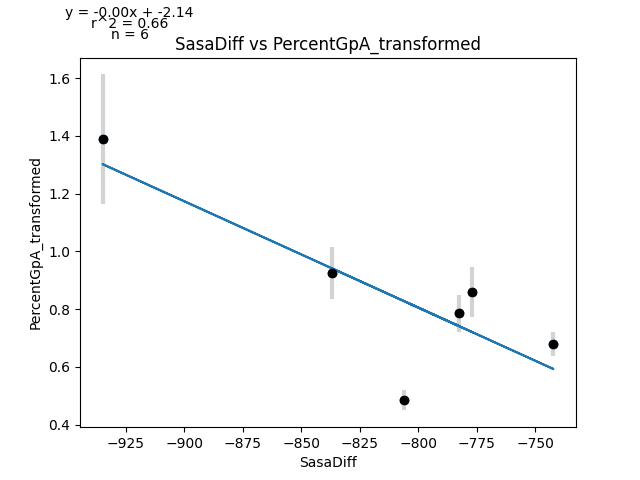 y = -0.00x + -2.14
r^2 = 0.66
n = 6
SasaDiff vs PercentGpA_transformed
1.6
1.4
1.2
1.0
0.8
0.6
0.4
PercentGpA_transformed
−925 −900 −875 −850 −825 −800 −775 −750
SasaDiff